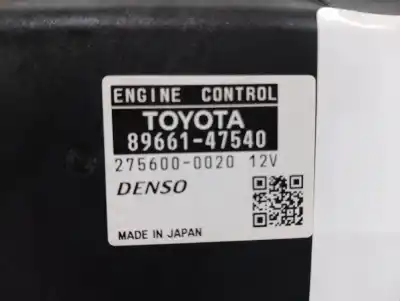 ENGINE CONTROL
TOYOTA
89661-47540
275600-0020 12V
DENSO
MADE IN JAPAN